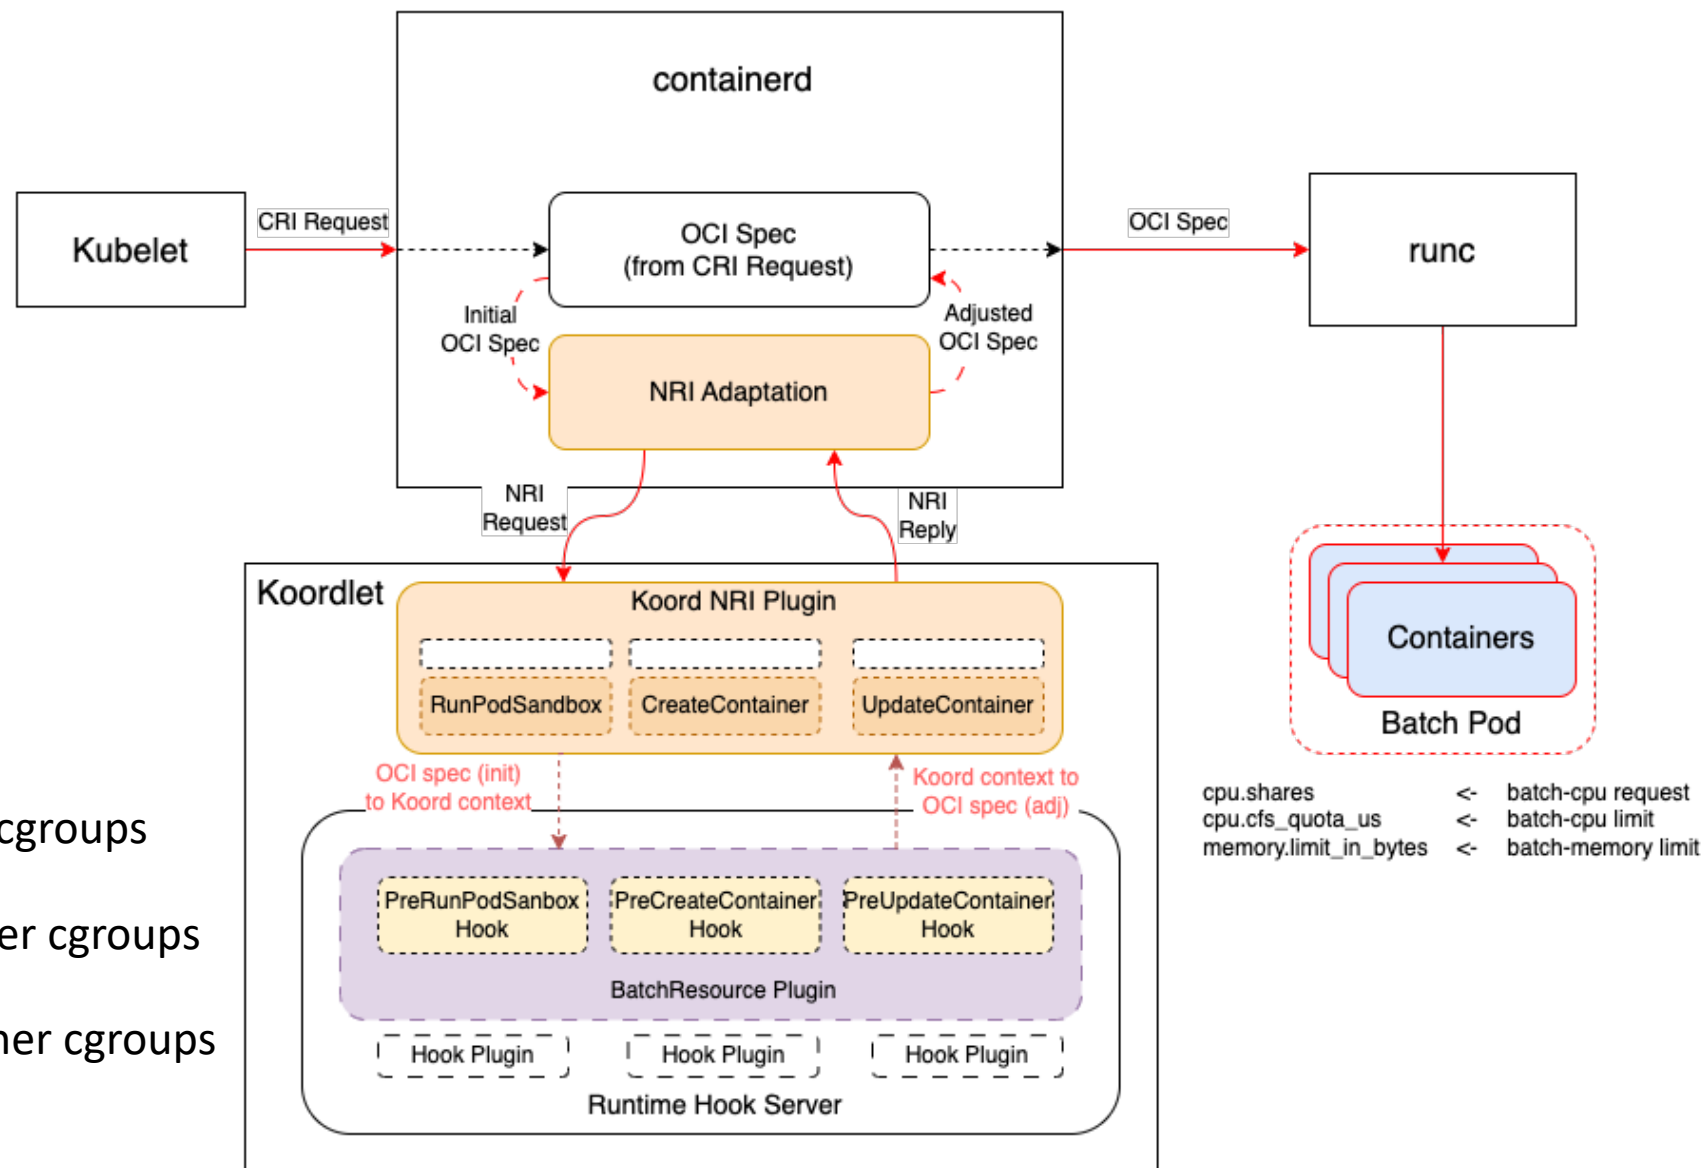 containerd
Kubelet
CRI Request
OCI Spec
(from CRI Request)
OCI Spec
runc
Initial
OCI Spec
Adjusted
OCI Spec
NRI Adaptation
NRI
Request
NRI
Reply
Koordlet
Koord NRI Plugin
RunPodSandbox
CreateContainer
UpdateContainer
Containers
Batch Pod
OCI spec (init)
to Koord context
Koord context to
OCI spec (adj)
cpu.shares <- batch-cpu request
cpu.cfs_quota_us <- batch-cpu limit
memory.limit_in_bytes <- batch-memory limit
cgroups
er cgroups
ner cgroups
PreRunPodSanbox
Hook
PreCreateContainer
Hook
PreUpdateContainer
Hook
BatchResource Plugin
Hook Plugin
Hook Plugin
Hook Plugin
Runtime Hook Server